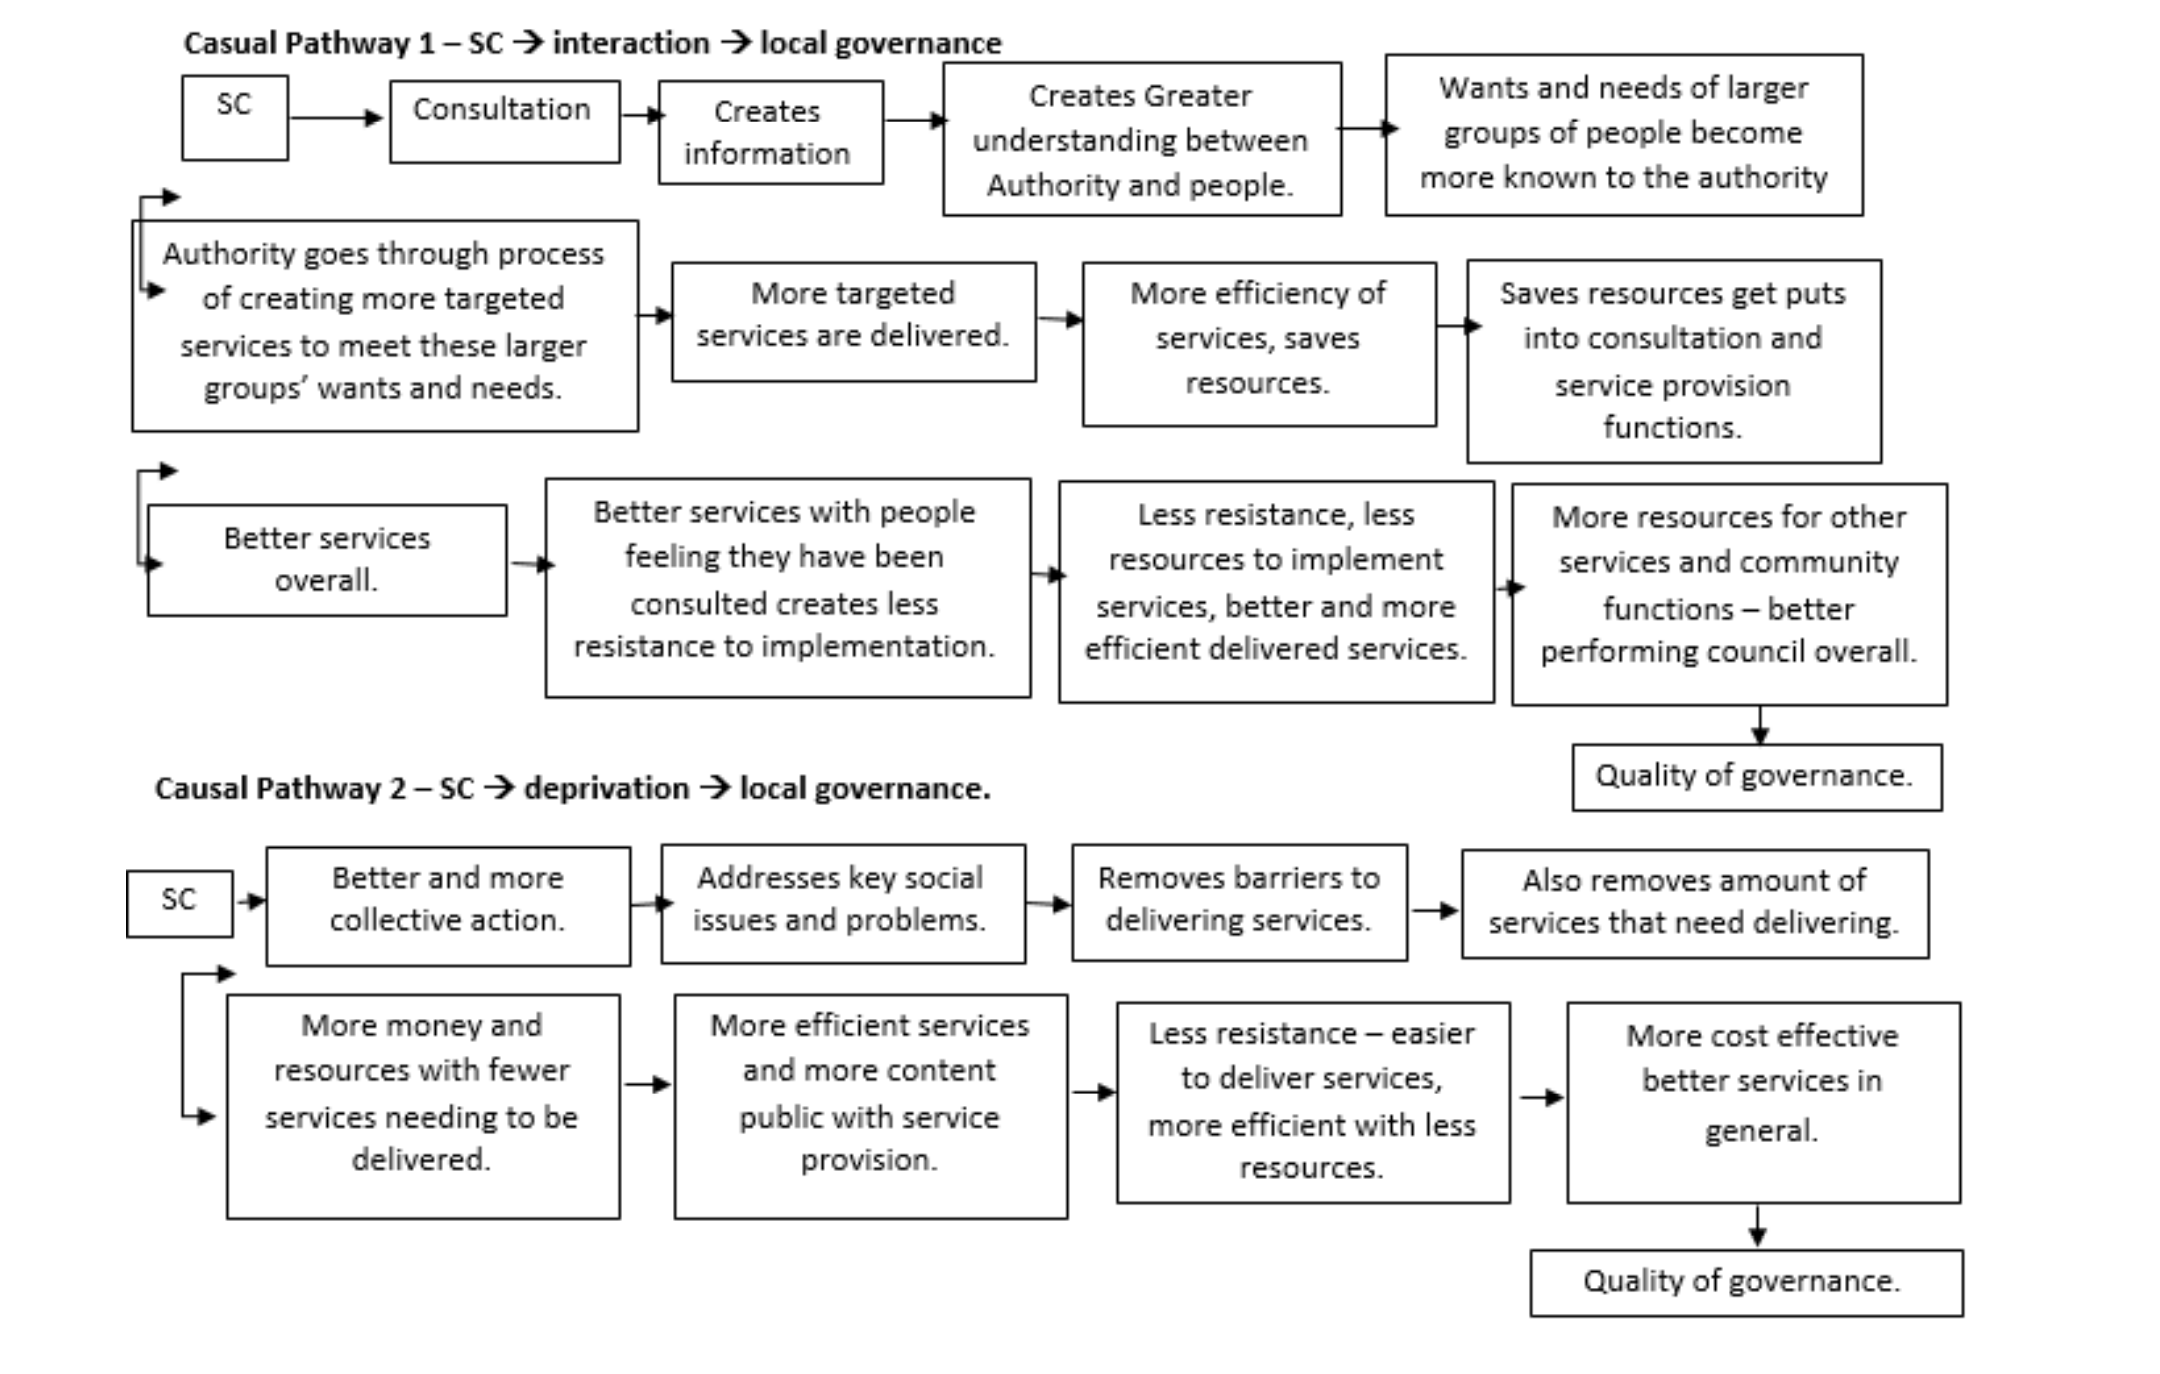 Casual Pathway 1 – SC → interaction → local governance
SC
Consultation
Creates
information
Creates Greater
understanding between
Authority and people.
Wants and needs of larger
groups of people become
more known to the authority
Authority goes through process
of creating more targeted
services to meet these larger
groups’ wants and needs.
More targeted
services are delivered.
More efficiency of
services, saves
resources.
Saves resources get puts
into consultation and
service provision
functions.
Better services
overall.
Better services with people
feeling they have been
consulted creates less
resistance to implementation.
Less resistance, less
resources to implement
services, better and more
efficient delivered services.
More resources for other
services and community
functions – better
performing council overall.
Quality of governance.
Causal Pathway 2 – SC → deprivation → local governance.
SC
Better and more
collective action.
Addresses key social
issues and problems.
Removes barriers to
delivering services.
Also removes amount of
services that need delivering.
More money and
resources with fewer
services needing to be
delivered.
More efficient services
and more content
public with service
provision.
Less resistance – easier
to deliver services,
more efficient with less
resources.
More cost effective
better services in
general.
Quality of governance.